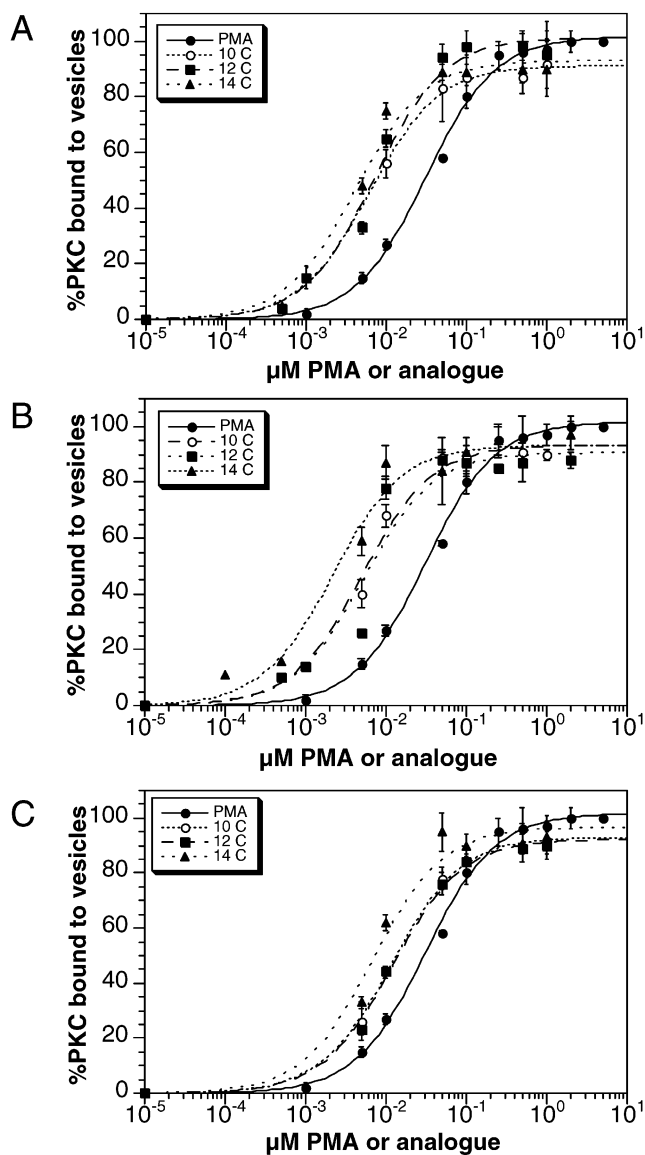 A
PMA
10 C
12 C
14 C
%PKC bound to vesicles
100
80
60
40
20
0
10-5 10-4 10-3 10-2 10-1 100 101
µM PMA or analogue
B
PMA
10 C
12 C
14 C
%PKC bound to vesicles
100
80
60
40
20
0
10-5 10-4 10-3 10-2 10-1 100 101
µM PMA or analogue
C
PMA
10 C
12 C
14 C
%PKC bound to vesicles
100
80
60
40
20
0
10-5 10-4 10-3 10-2 10-1 100 101
µM PMA or analogue